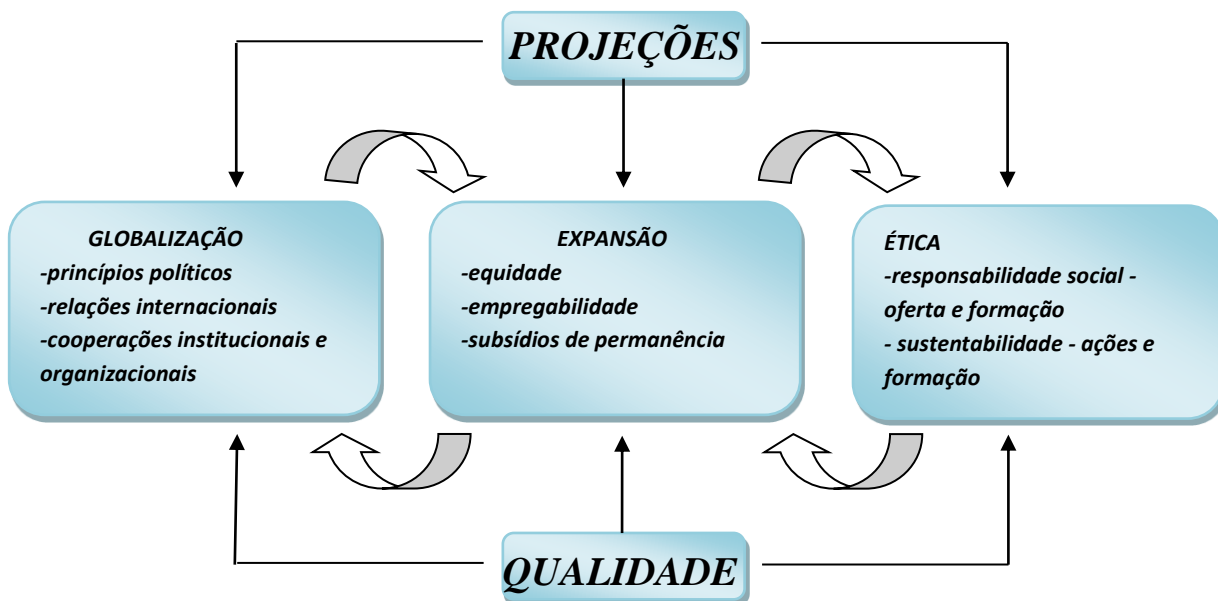 PROJEÇÕES
GLOBALIZAÇÃO
-princípios políticos
-relações internacionais
-cooperações institucionais e
organizacionais
EXPANSÃO
-equidade
-empregabilidade
-subsídios de permanência
ÉTICA
-responsabilidade social -
oferta e formação
- sustentabilidade - ações e
formação
QUALIDADE